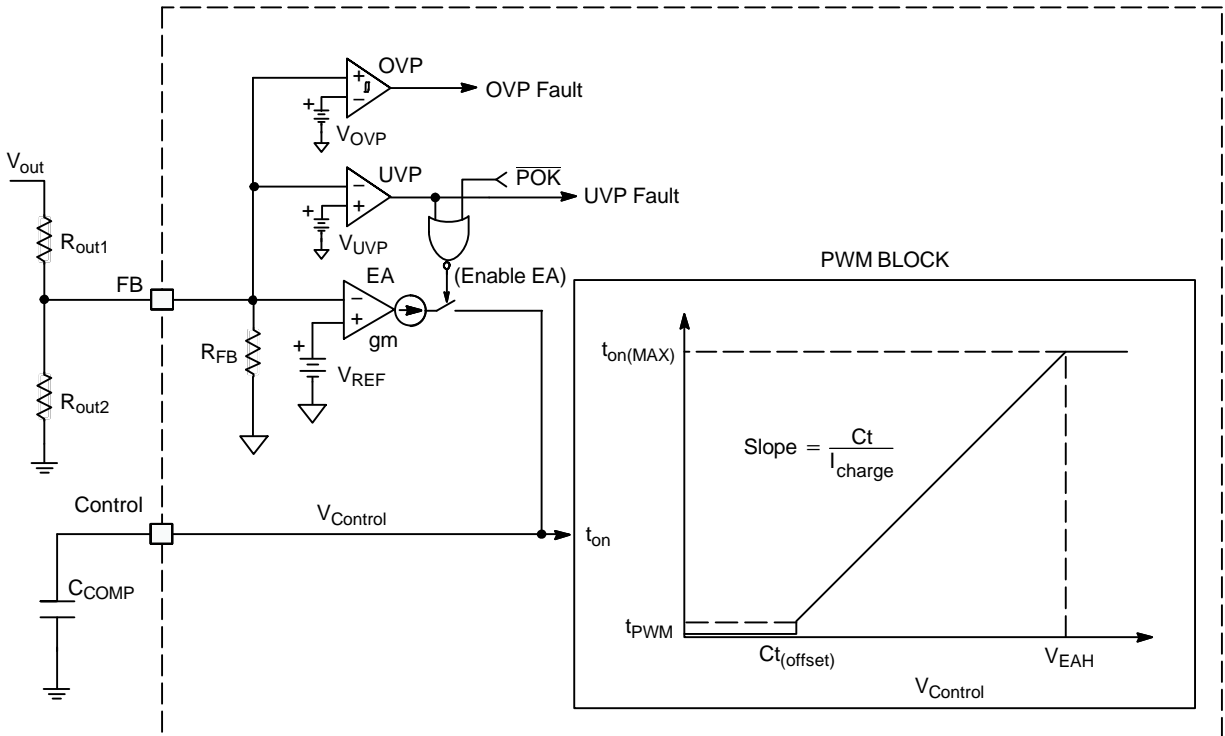 OVP
+
−
OVP Fault
+
V_OVP
V_out
UVP
POK
−
+
UVP Fault
+
V_UVP
R_out1
FB
EA
(Enable EA)
−
+
gm
R_FB
+
V_REF
R_out2
Control
V_Control
t_on
C_COMP
PWM BLOCK
t_on(MAX)
Slope = Ct / I_charge
t_PWM
Ct_(offset)
V_EAH
V_Control